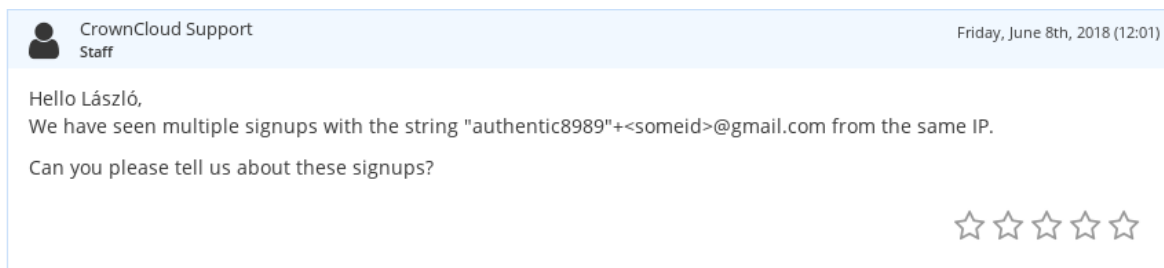 CrownCloud Support
Staff
Friday, June 8th, 2018 (12:01)
Hello László,
We have seen multiple signups with the string "authentic8989"+<someid>@gmail.com from the same IP.
Can you please tell us about these signups?